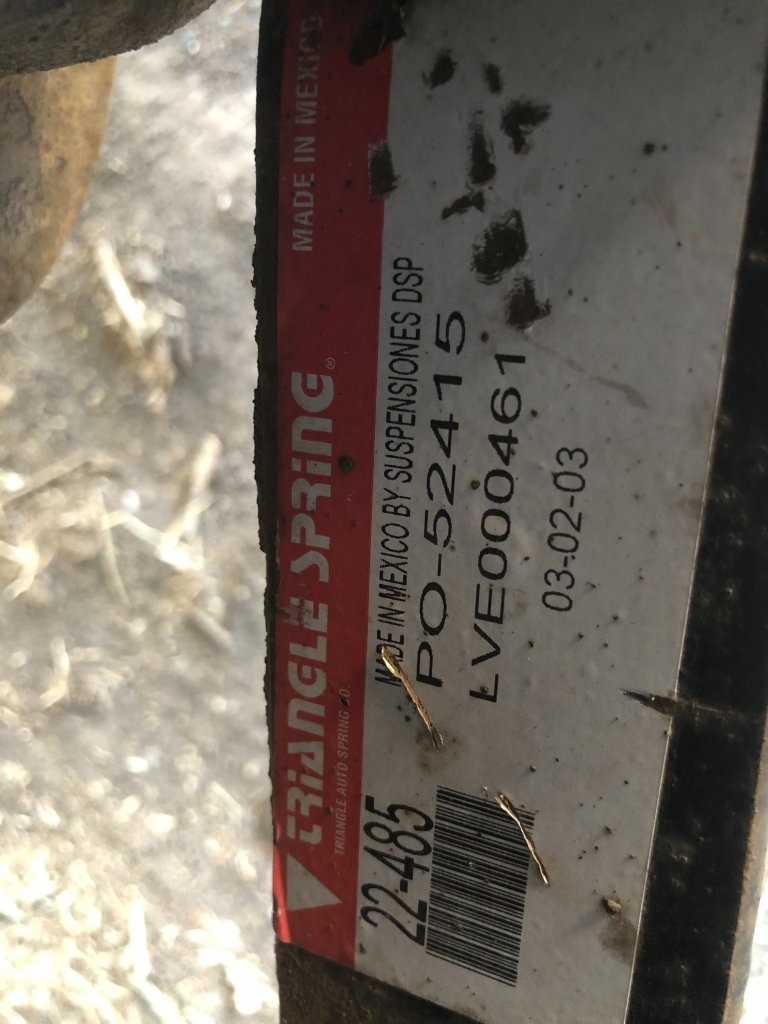 TRIANGLE SPRING® MADE IN MEXICO
TRIANGLE AUTO SPRING CO.
MADE IN MEXICO BY SUSPENSIONES DSP
22-485 PO-52415
LVE000461
03-02-03